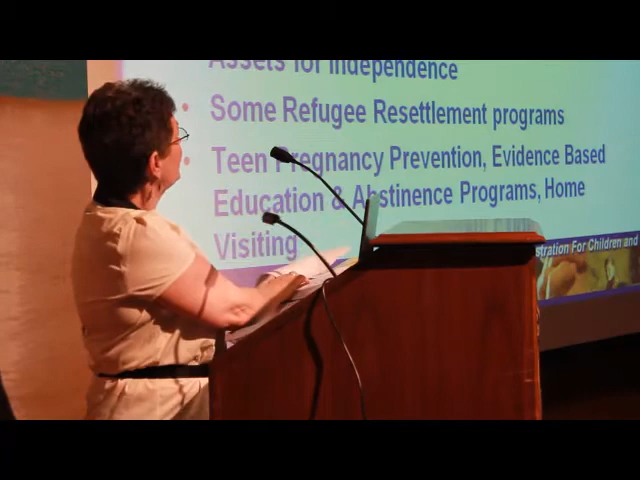 Assets for Independence
• Some Refugee Resettlement programs
• Teen Pregnancy Prevention, Evidence Based
Education & Abstinence Programs, Home
Visiting
stration For Children and